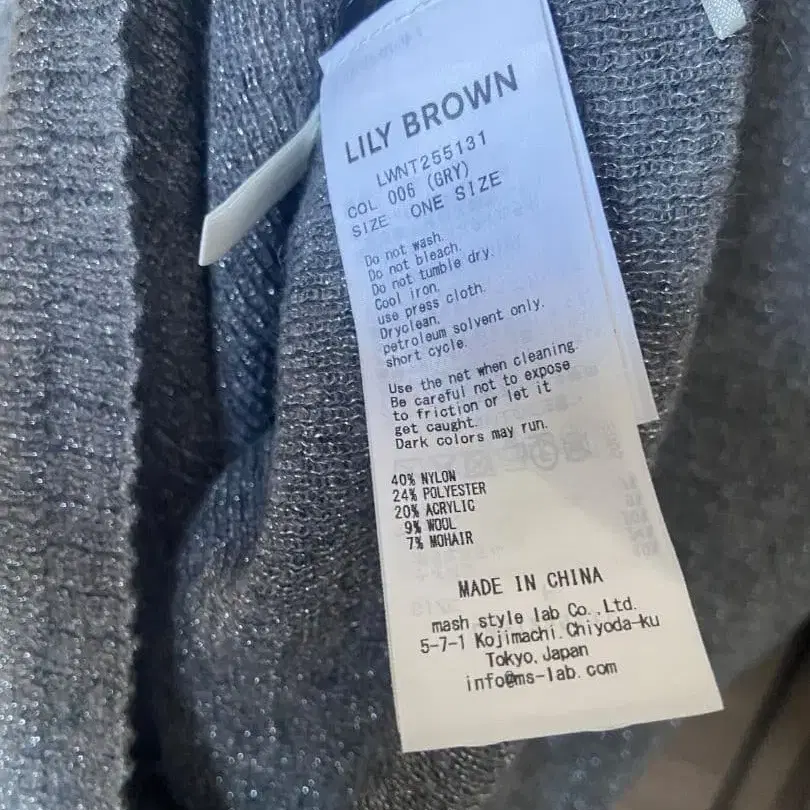 LILY BROWN
LWNT255131
COL 006 (GRY)
SIZE ONE SIZE
Do not wash.
Do not bleach.
Do not tumble dry.
Cool iron.
use press cloth.
Dryclean.
petroleum solvent only.
short cycle.
Use the net when cleaning.
Be careful not to expose
to friction or let it
get caught.
Dark colors may run.
40% NYLON
24% POLYESTER
20% ACRYLIC
9% WOOL
7% MOHAIR
MADE IN CHINA
mash style lab Co.,Ltd.
5-7-1 Kojimachi.Chiyoda-ku
Tokyo.Japan
info@ms-lab.com